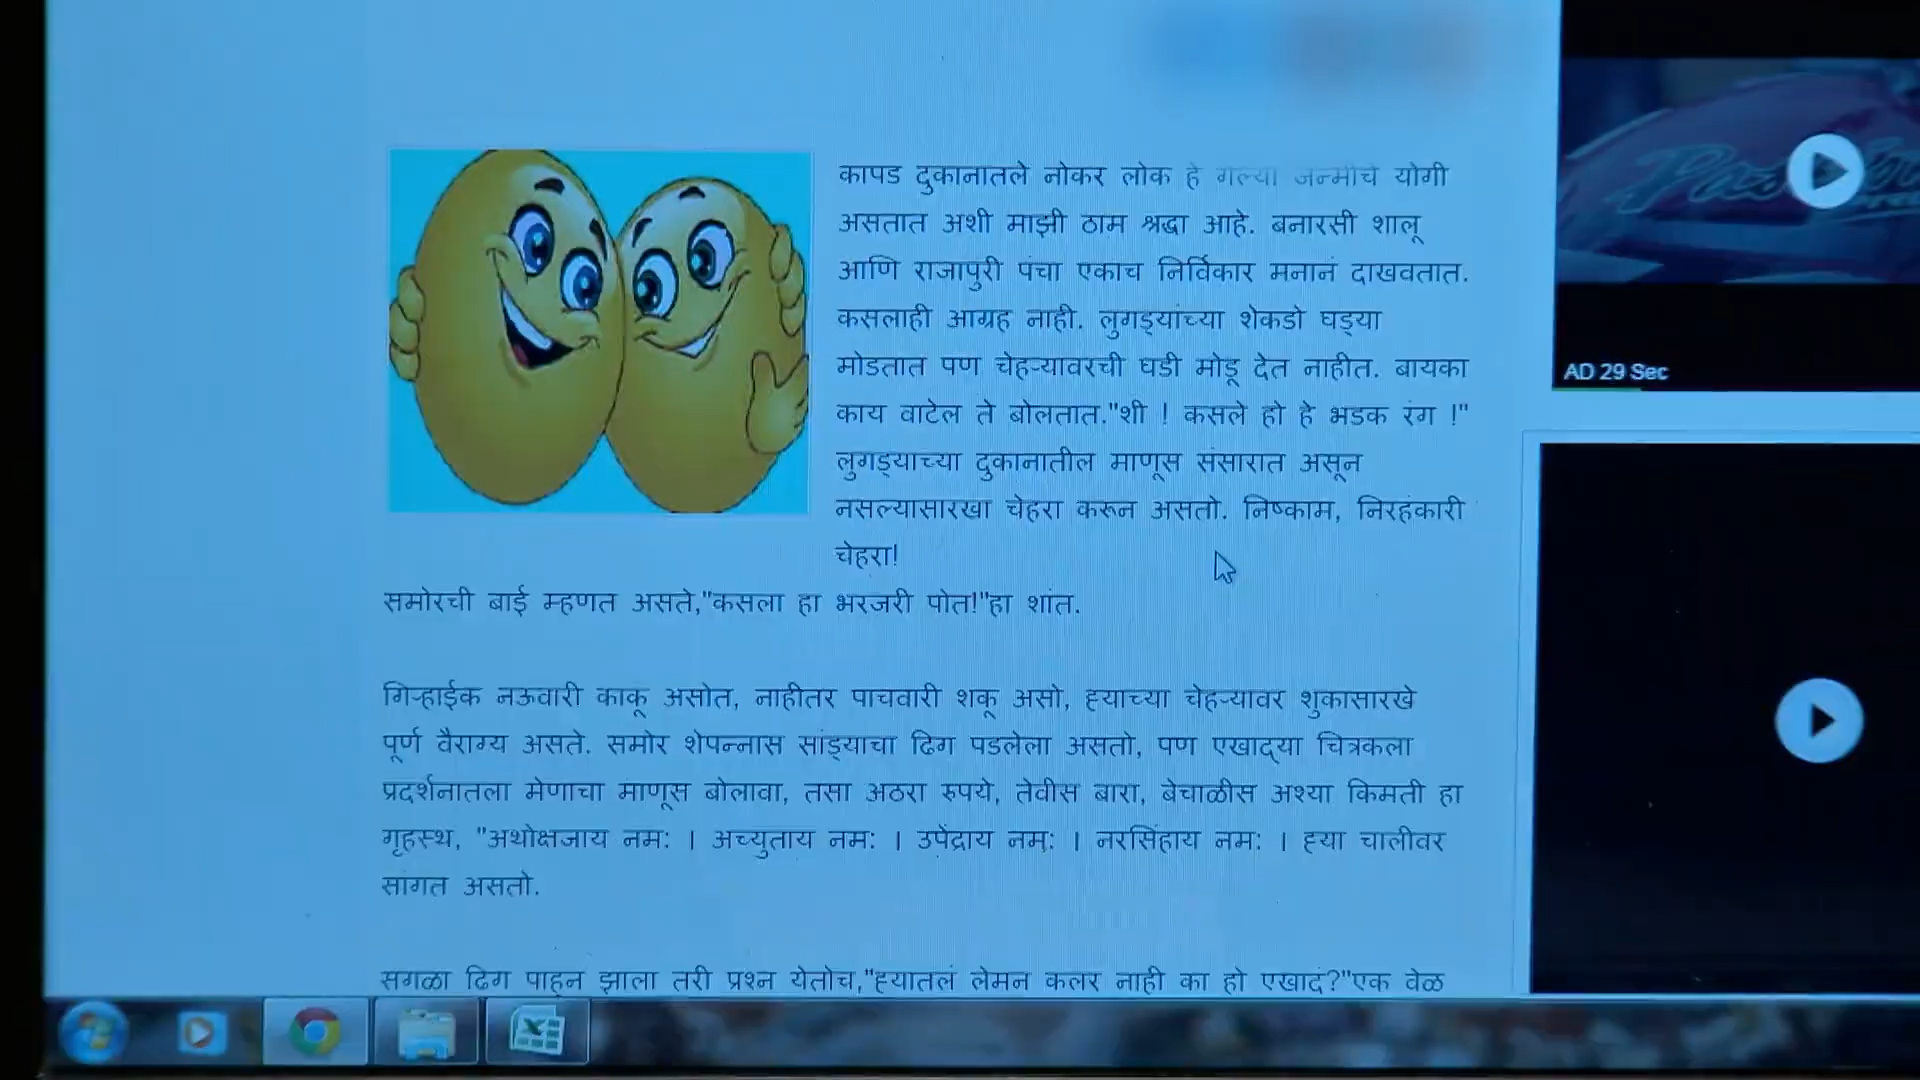 कापड दुकानातले नोकर लोक हे गेल्या जन्मीचे योगी
असतात अशी माझी ठाम श्रद्धा आहे. बनारसी शालू
आणि राजापुरी पंचा एकाच निर्विकार मनानं दाखवतात.
कसलाही आग्रह नाही. लुगड्यांच्या शेकडो घड्या
मोडतात पण चेहऱ्यावरची घडी मोडू देत नाहीत. बायका
काय वाटेल ते बोलतात."शी ! कसले हो हे भडक रंग !"
लुगड्याच्या दुकानातील माणूस संसारात असून
नसल्यासारखा चेहरा करून असतो. निष्काम, निरहंकारी
चेहरा!
समोरची बाई म्हणत असते,"कसला हा भरजरी पोत!"हा शांत.
गिऱ्हाईक नऊवारी काकू असोत, नाहीतर पाचवारी शकू असो, ह्याच्या चेहऱ्यावर शुकासारखे
पूर्ण वैराग्य असते. समोर शेपन्नास सांड्याचा ढिग पडलेला असतो, पण एखाद्या चित्रकला
प्रदर्शनातला मेणाचा माणूस बोलावा, तसा अठरा रुपये, तेवीस बारा, बेचाळीस अश्या किमती हा
गृहस्थ, "अथोक्षजाय नम: । अच्युताय नम: । उपेंद्राय नम: । नरसिंहाय नम: । ह्या चालीवर
सांगत असतो.
सगळा ढिग पाहून झाला तरी प्रश्न येतोच,"ह्यातलं लेमन कलर नाही का हो एखादं?"एक वेळ
AD 29 Sec